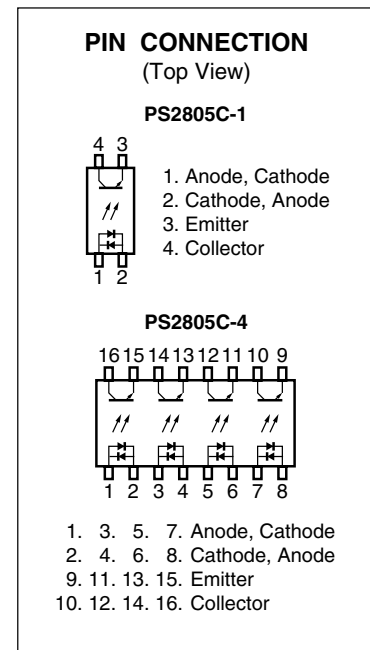 PIN CONNECTION
(Top View)
PS2805C-1
4 3
1. Anode, Cathode
2. Cathode, Anode
3. Emitter
4. Collector
1 2
PS2805C-4
16 15 14 13 12 11 10 9
1 2 3 4 5 6 7 8
1. 3. 5. 7. Anode, Cathode
2. 4. 6. 8. Cathode, Anode
9. 11. 13. 15. Emitter
10. 12. 14. 16. Collector